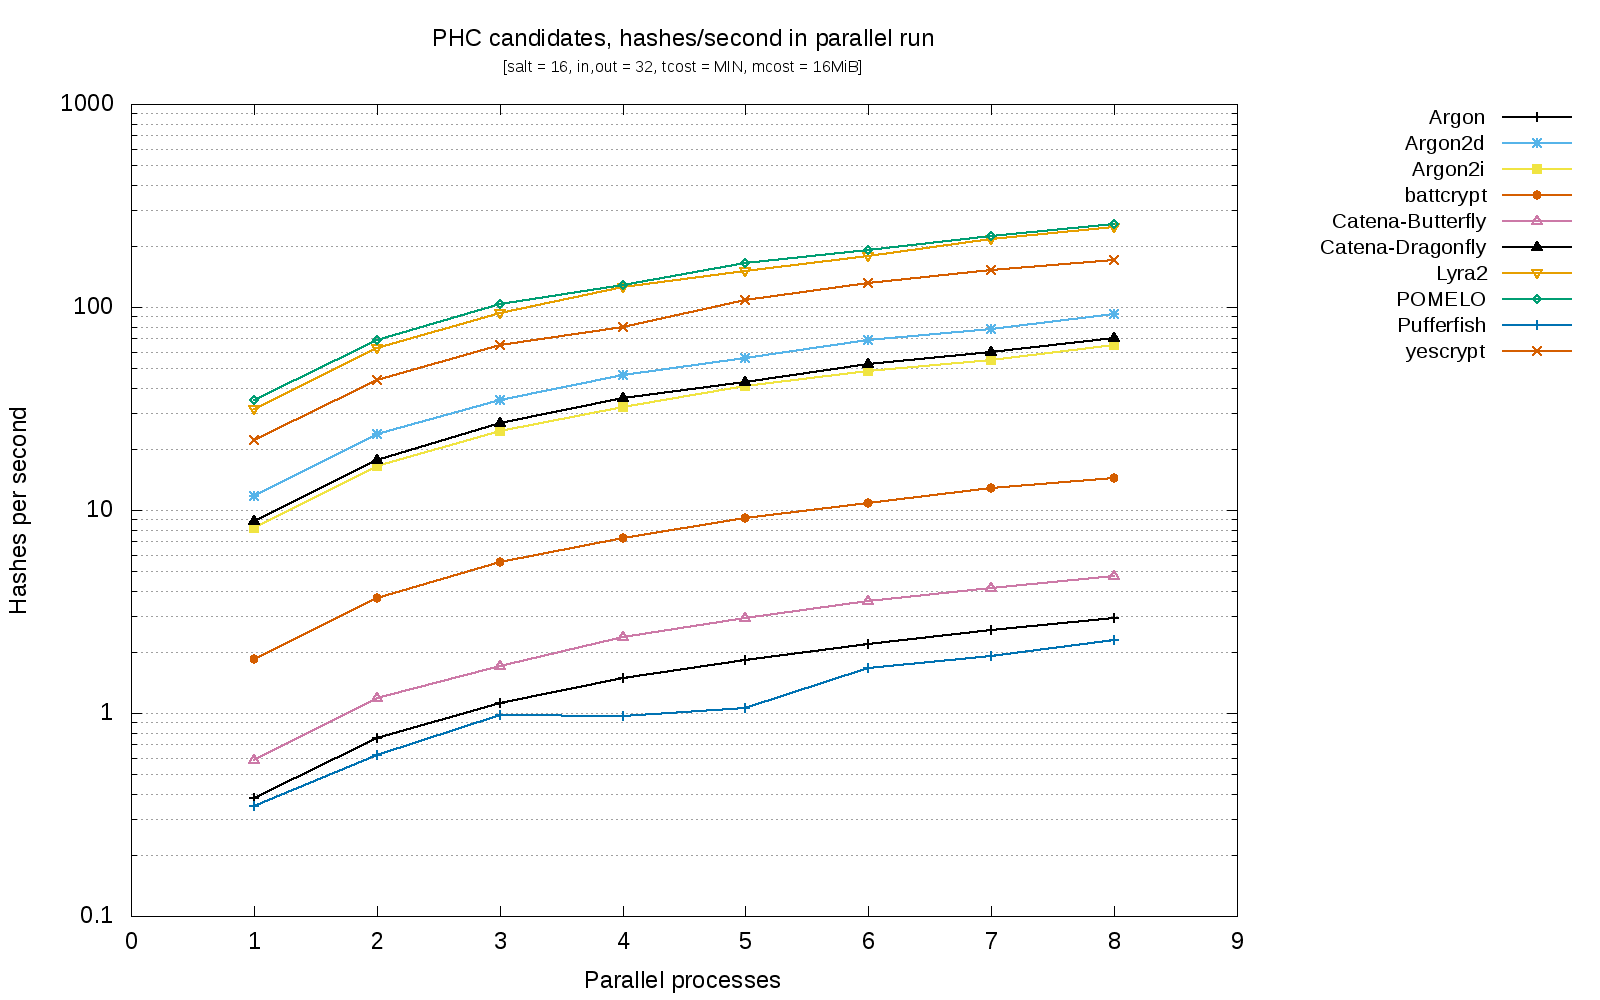 PHC candidates, hashes/second in parallel run
[salt = 16, in,out = 32, tcost = MIN, mcost = 16MiB]
1000
100
10
1
0.1
Hashes per second
0 1 2 3 4 5 6 7 8 9
Parallel processes
Argon
Argon2d
Argon2i
battcrypt
Catena-Butterfly
Catena-Dragonfly
Lyra2
POMELO
Pufferfish
yescrypt